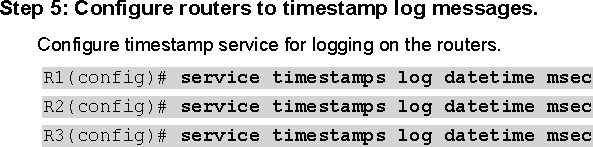 Step 5: Configure routers to timestamp log messages.
Configure timestamp service for logging on the routers.
R1(config)# service timestamps log datetime msec
R2(config)# service timestamps log datetime msec
R3(config)# service timestamps log datetime msec